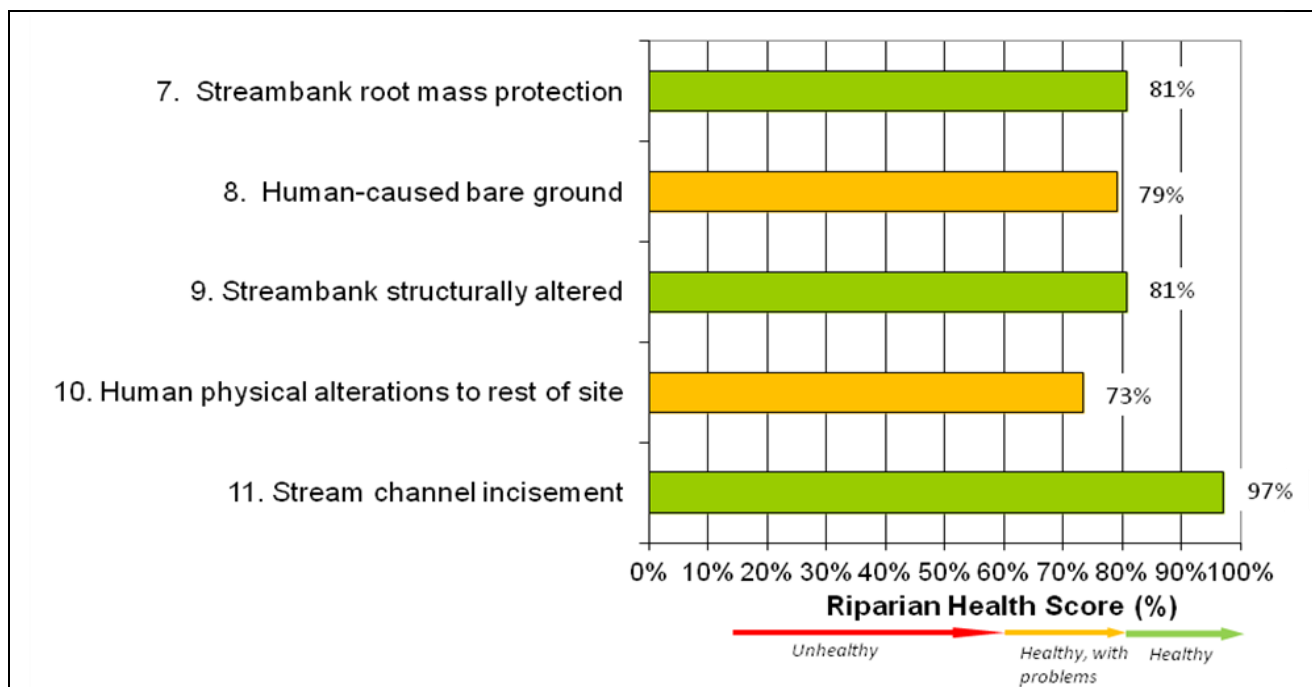 7. Streambank root mass protection
81%
8. Human-caused bare ground
79%
9. Streambank structurally altered
81%
10. Human physical alterations to rest of site
73%
11. Stream channel incisement
97%
0% 10% 20% 30% 40% 50% 60% 70% 80% 90% 100%
Riparian Health Score (%)
Unhealthy
Healthy, with
problems
Healthy